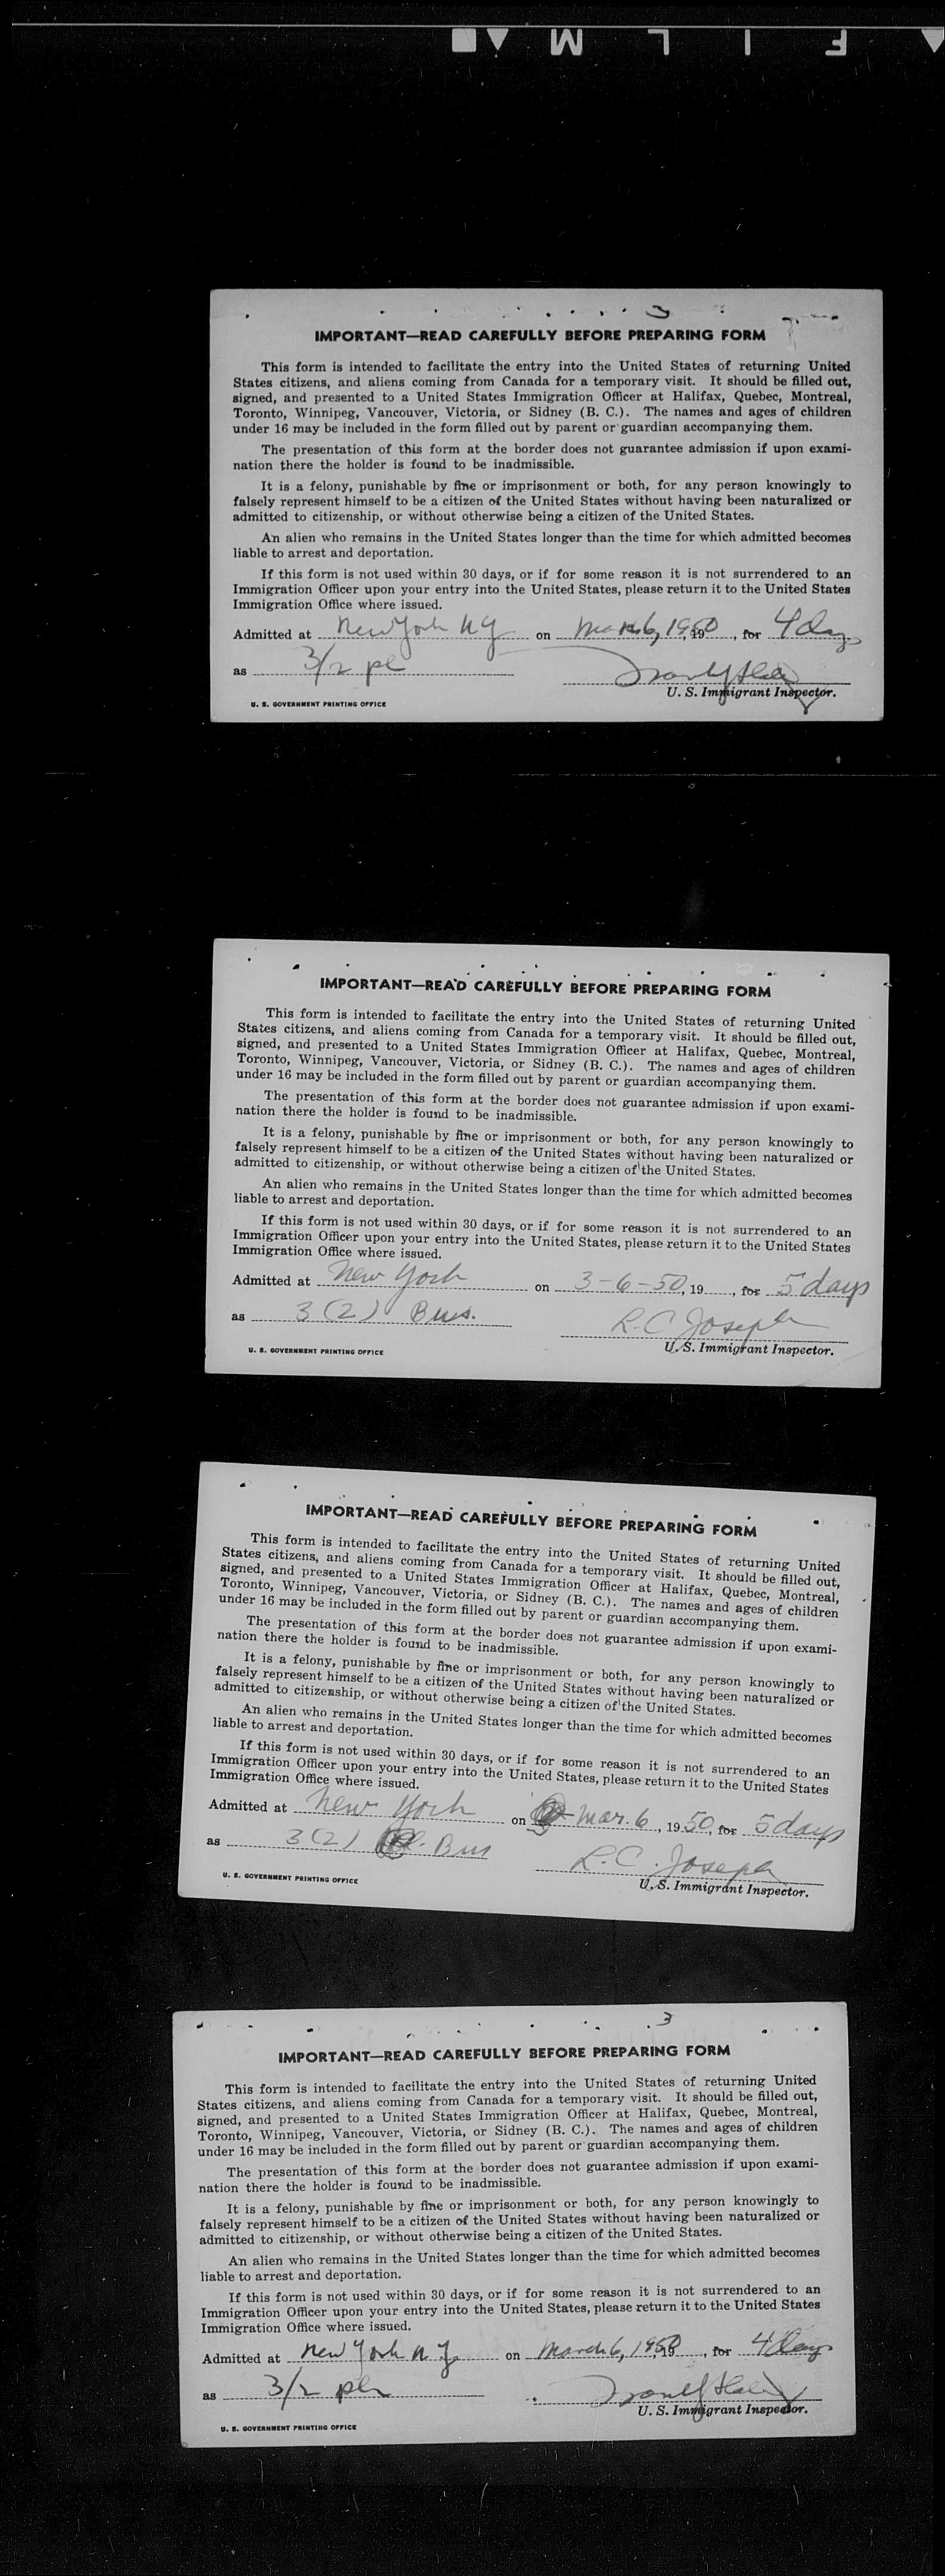 FILM
IMPORTANT—READ CAREFULLY BEFORE PREPARING FORM
This form is intended to facilitate the entry into the United States of returning United
States citizens, and aliens coming from Canada for a temporary visit. It should be filled out,
signed, and presented to a United States Immigration Officer at Halifax, Quebec, Montreal,
Toronto, Winnipeg, Vancouver, Victoria, or Sidney (B. C.). The names and ages of children
under 16 may be included in the form filled out by parent or guardian accompanying them.
The presentation of this form at the border does not guarantee admission if upon exami-
nation there the holder is found to be inadmissible.
It is a felony, punishable by fine or imprisonment or both, for any person knowingly to
falsely represent himself to be a citizen of the United States without having been naturalized or
admitted to citizenship, or without otherwise being a citizen of the United States.
An alien who remains in the United States longer than the time for which admitted becomes
liable to arrest and deportation.
If this form is not used within 30 days, or if for some reason it is not surrendered to an
Immigration Officer upon your entry into the United States, please return it to the United States
Immigration Office where issued.
Admitted at New York NY on March 6, 1950, for 4 days
as 3/2 pl
U. S. Immigrant Inspector.
U. S. GOVERNMENT PRINTING OFFICE
IMPORTANT—READ CAREFULLY BEFORE PREPARING FORM
This form is intended to facilitate the entry into the United States of returning United
States citizens, and aliens coming from Canada for a temporary visit. It should be filled out,
signed, and presented to a United States Immigration Officer at Halifax, Quebec, Montreal,
Toronto, Winnipeg, Vancouver, Victoria, or Sidney (B. C.). The names and ages of children
under 16 may be included in the form filled out by parent or guardian accompanying them.
The presentation of this form at the border does not guarantee admission if upon exami-
nation there the holder is found to be inadmissible.
It is a felony, punishable by fine or imprisonment or both, for any person knowingly to
falsely represent himself to be a citizen of the United States without having been naturalized or
admitted to citizenship, or without otherwise being a citizen of the United States.
An alien who remains in the United States longer than the time for which admitted becomes
liable to arrest and deportation.
If this form is not used within 30 days, or if for some reason it is not surrendered to an
Immigration Officer upon your entry into the United States, please return it to the United States
Immigration Office where issued.
Admitted at New York on 3-6-50, 19 , for 5 days
as 3 (2) Bus.
R. C. Joseph
U. S. Immigrant Inspector.
U. S. GOVERNMENT PRINTING OFFICE
IMPORTANT—READ CAREFULLY BEFORE PREPARING FORM
This form is intended to facilitate the entry into the United States of returning United
States citizens, and aliens coming from Canada for a temporary visit. It should be filled out,
signed, and presented to a United States Immigration Officer at Halifax, Quebec, Montreal,
Toronto, Winnipeg, Vancouver, Victoria, or Sidney (B. C.). The names and ages of children
under 16 may be included in the form filled out by parent or guardian accompanying them.
The presentation of this form at the border does not guarantee admission if upon exami-
nation there the holder is found to be inadmissible.
It is a felony, punishable by fine or imprisonment or both, for any person knowingly to
falsely represent himself to be a citizen of the United States without having been naturalized or
admitted to citizenship, or without otherwise being a citizen of the United States.
An alien who remains in the United States longer than the time for which admitted becomes
liable to arrest and deportation.
If this form is not used within 30 days, or if for some reason it is not surrendered to an
Immigration Officer upon your entry into the United States, please return it to the United States
Immigration Office where issued.
Admitted at New York on Mar. 6, 1950, for 5 days
as 3 (2) Bus
R. C. Joseph
U. S. Immigrant Inspector.
U. S. GOVERNMENT PRINTING OFFICE
3
IMPORTANT—READ CAREFULLY BEFORE PREPARING FORM
This form is intended to facilitate the entry into the United States of returning United
States citizens, and aliens coming from Canada for a temporary visit. It should be filled out,
signed, and presented to a United States Immigration Officer at Halifax, Quebec, Montreal,
Toronto, Winnipeg, Vancouver, Victoria, or Sidney (B. C.). The names and ages of children
under 16 may be included in the form filled out by parent or guardian accompanying them.
The presentation of this form at the border does not guarantee admission if upon exami-
nation there the holder is found to be inadmissible.
It is a felony, punishable by fine or imprisonment or both, for any person knowingly to
falsely represent himself to be a citizen of the United States without having been naturalized or
admitted to citizenship, or without otherwise being a citizen of the United States.
An alien who remains in the United States longer than the time for which admitted becomes
liable to arrest and deportation.
If this form is not used within 30 days, or if for some reason it is not surrendered to an
Immigration Officer upon your entry into the United States, please return it to the United States
Immigration Office where issued.
Admitted at New York N.Y. on March 6, 1950, for 4 days
as 3/2 pls
U. S. Immigrant Inspector.
U. S. GOVERNMENT PRINTING OFFICE